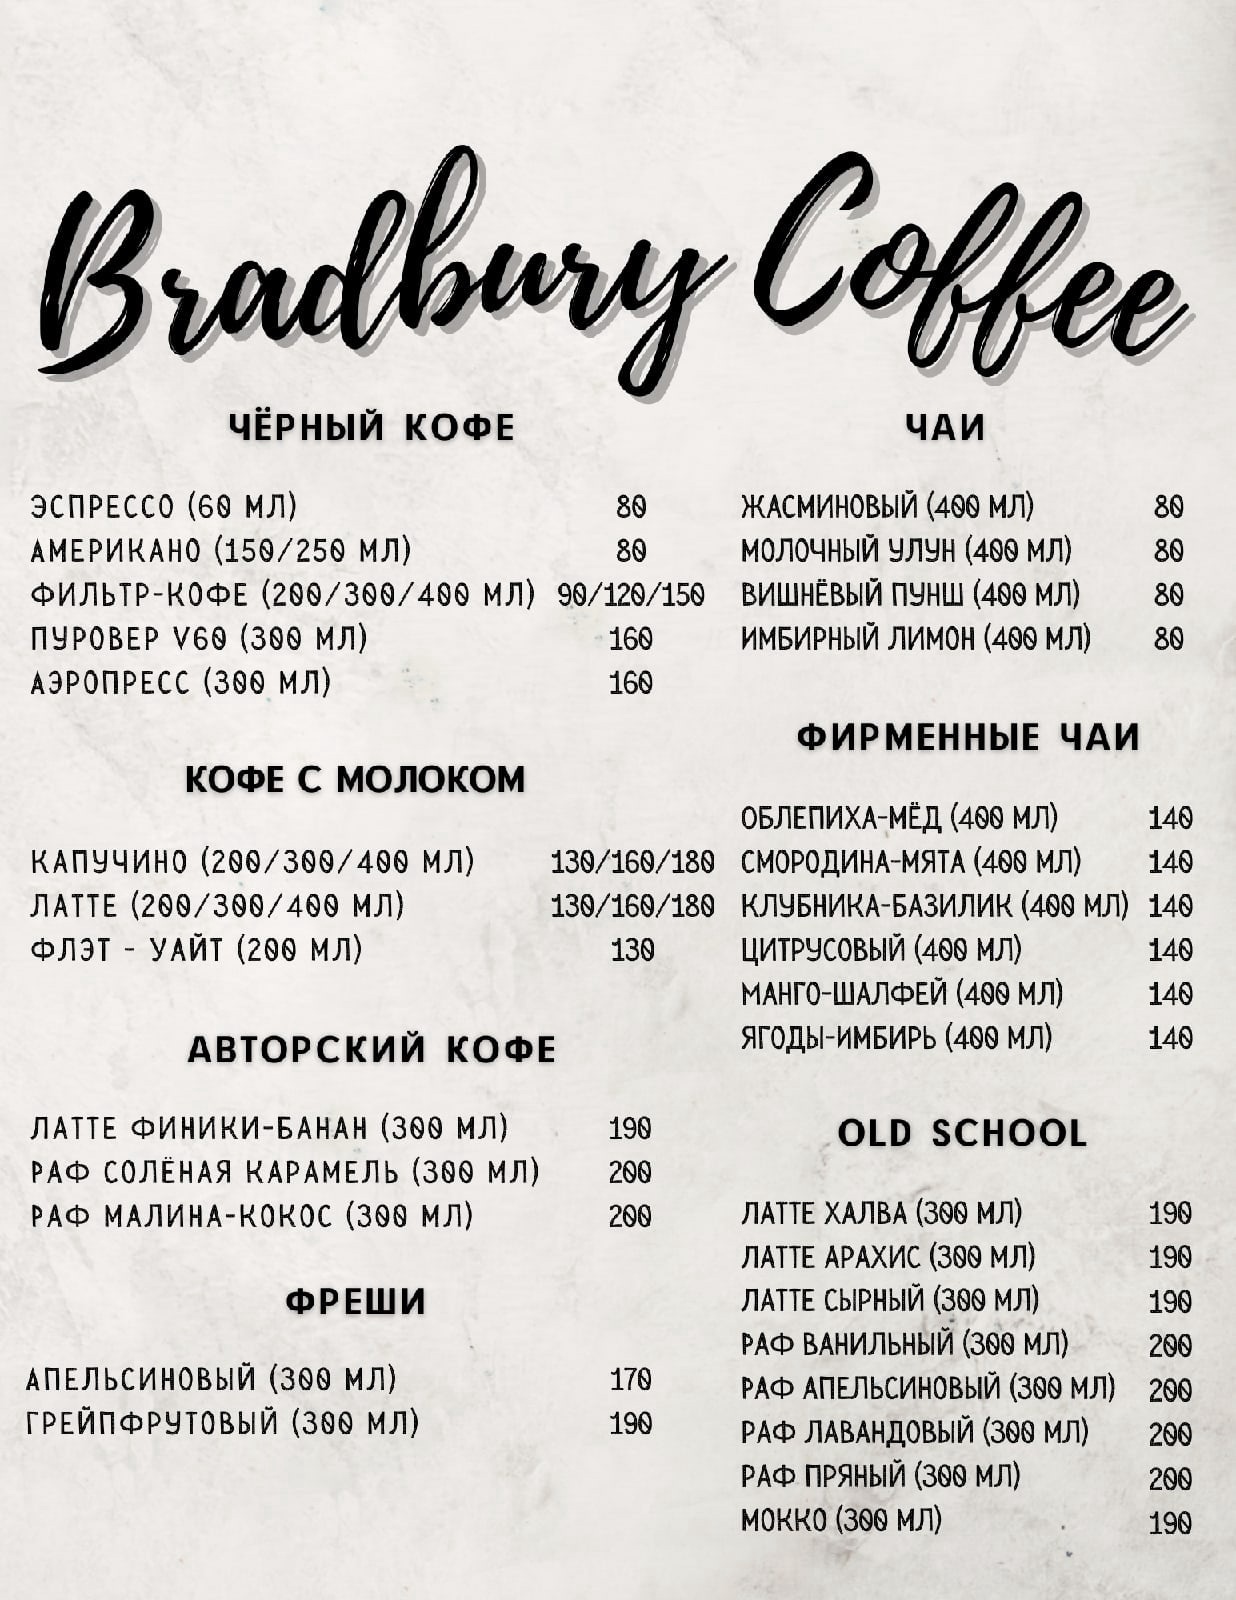 Bradbury Coffee
ЧЁРНЫЙ КОФЕ
ЭСПРЕССО (60 МЛ) 80
АМЕРИКАНО (150/250 МЛ) 80
ФИЛЬТР-КОФЕ (200/300/400 МЛ) 90/120/150
ПУРОВЕР V60 (300 МЛ) 160
АЭРОПРЕСС (300 МЛ) 160
КОФЕ С МОЛОКОМ
КАПУЧИНО (200/300/400 МЛ) 130/160/180
ЛАТТЕ (200/300/400 МЛ) 130/160/180
ФЛЭТ - УАЙТ (200 МЛ) 130
АВТОРСКИЙ КОФЕ
ЛАТТЕ ФИНИКИ-БАНАН (300 МЛ) 190
РАФ СОЛЁНАЯ КАРАМЕЛЬ (300 МЛ) 200
РАФ МАЛИНА-КОКОС (300 МЛ) 200
ФРЕШИ
АПЕЛЬСИНОВЫЙ (300 МЛ) 170
ГРЕЙПФРУТОВЫЙ (300 МЛ) 190
ЧАИ
ЖАСМИНОВЫЙ (400 МЛ) 80
МОЛОЧНЫЙ УЛУН (400 МЛ) 80
ВИШНЁВЫЙ ПУНШ (400 МЛ) 80
ИМБИРНЫЙ ЛИМОН (400 МЛ) 80
ФИРМЕННЫЕ ЧАИ
ОБЛЕПИХА-МЁД (400 МЛ) 140
СМОРОДИНА-МЯТА (400 МЛ) 140
КЛУБНИКА-БАЗИЛИК (400 МЛ) 140
ЦИТРУСОВЫЙ (400 МЛ) 140
МАНГО-ШАЛФЕЙ (400 МЛ) 140
ЯГОДЫ-ИМБИРЬ (400 МЛ) 140
OLD SCHOOL
ЛАТТЕ ХАЛВА (300 МЛ) 190
ЛАТТЕ АРАХИС (300 МЛ) 190
ЛАТТЕ СЫРНЫЙ (300 МЛ) 190
РАФ ВАНИЛЬНЫЙ (300 МЛ) 200
РАФ АПЕЛЬСИНОВЫЙ (300 МЛ) 200
РАФ ЛАВАНДОВЫЙ (300 МЛ) 200
РАФ ПРЯНЫЙ (300 МЛ) 200
МОККО (300 МЛ) 190